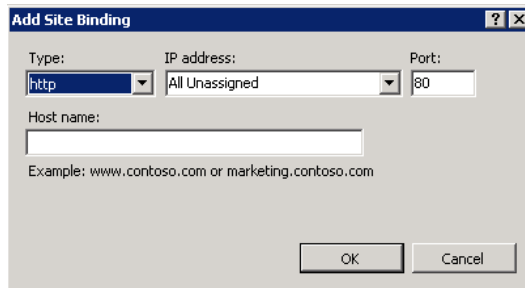 Add Site Binding
Type: IP address: Port:
http All Unassigned 80
Host name:
Example: www.contoso.com or marketing.contoso.com
OK Cancel